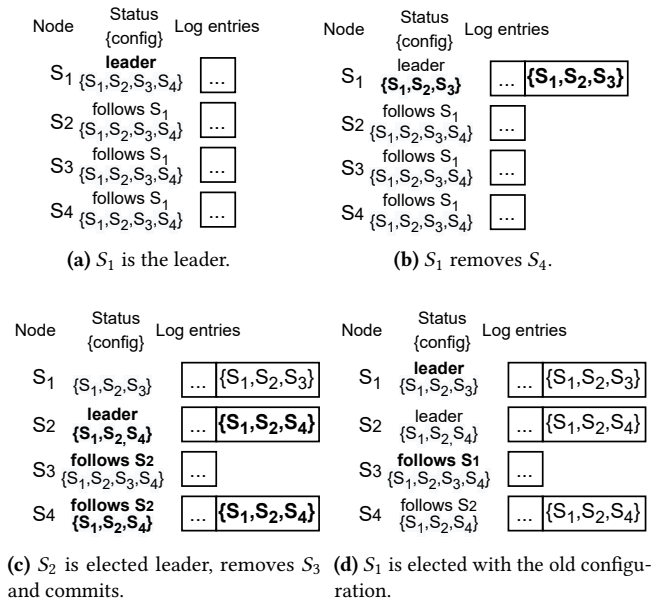 Node Status Log entries
{config}
S1 leader
{S1,S2,S3,S4} ...
S2 follows S1
{S1,S2,S3,S4} ...
S3 follows S1
{S1,S2,S3,S4} ...
S4 follows S1
{S1,S2,S3,S4} ...
(a) S1 is the leader.
Node Status Log entries
{config}
S1 leader
{S1,S2,S3} ... {S1,S2,S3}
S2 follows S1
{S1,S2,S3,S4} ...
S3 follows S1
{S1,S2,S3,S4} ...
S4 follows S1
{S1,S2,S3,S4} ...
(b) S1 removes S4.
Node Status Log entries
{config}
S1 {S1,S2,S3} ... {S1,S2,S3}
S2 leader
{S1,S2,S4} ... {S1,S2,S4}
S3 follows S2
{S1,S2,S3,S4} ...
S4 follows S2
{S1,S2,S4} ... {S1,S2,S4}
(c) S2 is elected leader, removes S3
and commits.
Node Status Log entries
{config}
S1 leader
{S1,S2,S3} ... {S1,S2,S3}
S2 leader
{S1,S2,S4} ... {S1,S2,S4}
S3 follows S1
{S1,S2,S3,S4} ...
S4 follows S2
{S1,S2,S4} ... {S1,S2,S4}
(d) S1 is elected with the old configu-
ration.